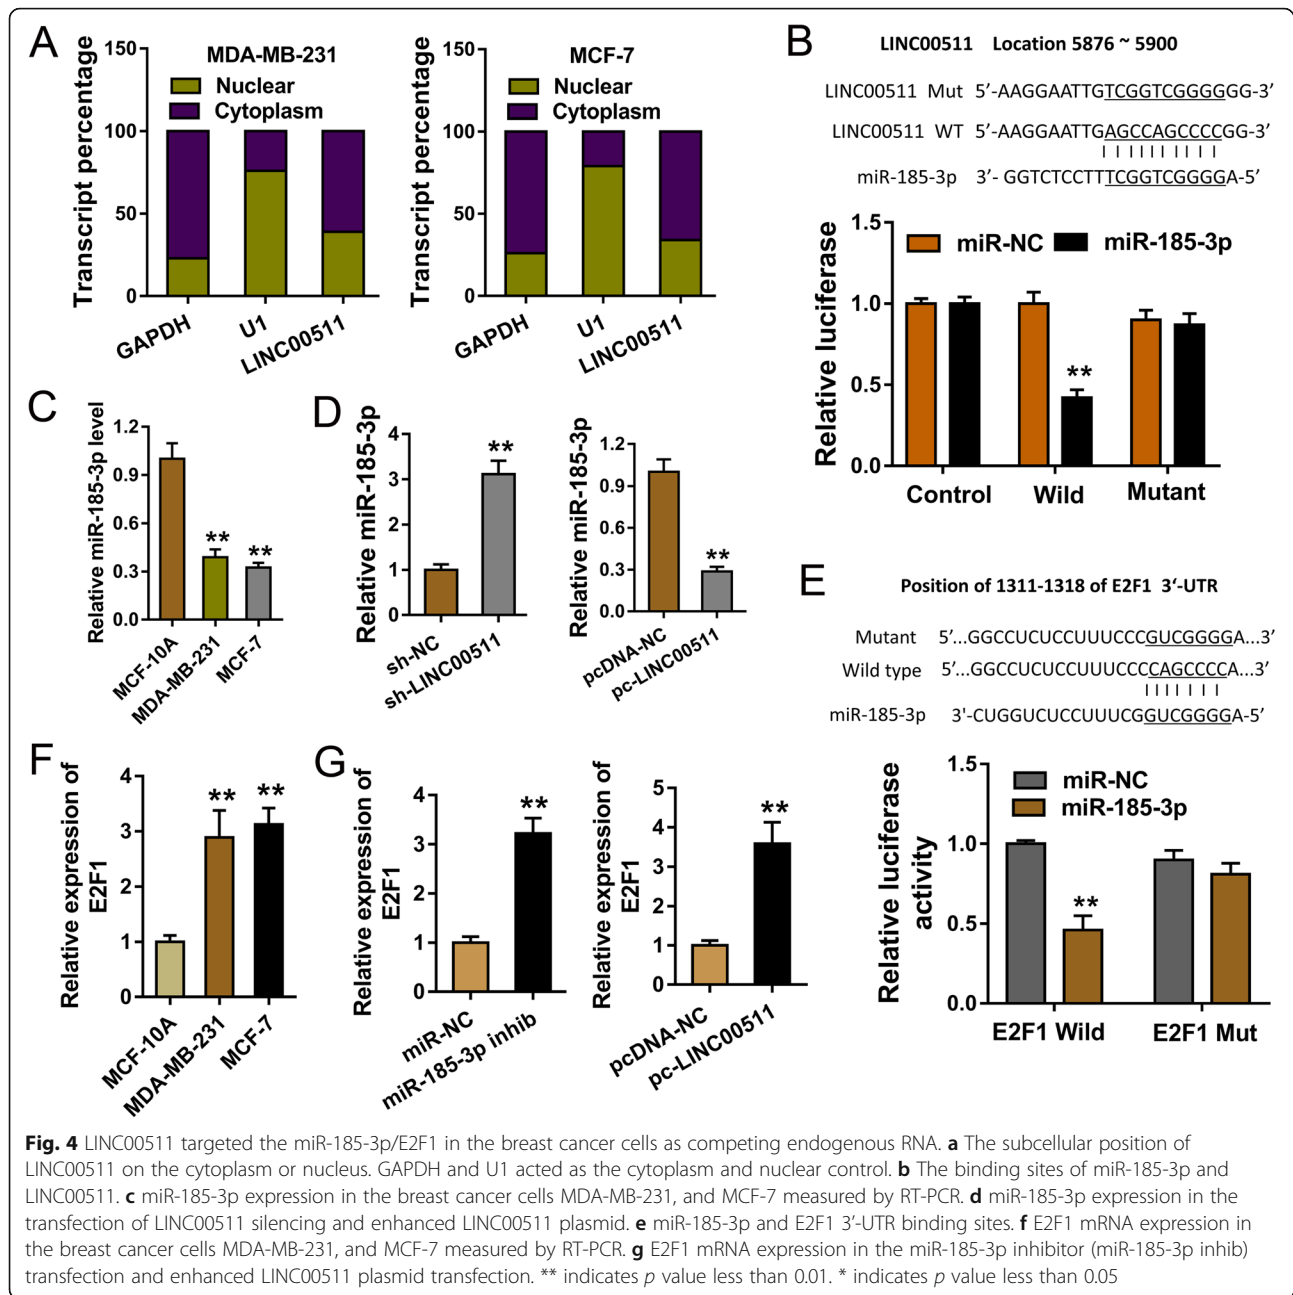 A
150
100
50
0
Transcript percentage
MDA-MB-231
Nuclear
Cytoplasm
GAPDH
U1
LINC00511
150
100
50
0
Transcript percentage
MCF-7
Nuclear
Cytoplasm
GAPDH
U1
LINC00511
B
LINC00511 Location 5876 ~ 5900
LINC00511 Mut 5’-AAGGAATTGTCGGTCGGGGGG-3’
LINC00511 WT 5’-AAGGAATTGAGCCAGCCCCGG-3’
miR-185-3p 3’- GGTCTCCTTTCGGTCGGGGA-5’
Relative luciferase
1.5
1.0
0.5
0.0
miR-NC
miR-185-3p
**
Control
Wild
Mutant
C
Relative miR-185-3p level
1.2
0.9
0.6
0.3
0.0
**
**
MCF-10A
MDA-MB-231
MCF-7
D
Relative miR-185-3p
4
3
2
1
0
**
sh-NC
sh-LINC00511
Relative miR-185-3p
1.2
0.9
0.6
0.3
0.0
**
pcDNA-NC
pc-LINC00511
E
Position of 1311-1318 of E2F1 3‘-UTR
Mutant 5’...GGCCUCUCCUUUCCCGUCGGGGA...3’
Wild type 5’...GGCCUCUCCUUUCCCCAGCCCCA...3’
miR-185-3p 3'-CUGGUCUCCUUUCGGUCGGGGA-5’
Relative luciferase
activity
1.5
1.0
0.5
0.0
miR-NC
miR-185-3p
**
E2F1 Wild
E2F1 Mut
F
Relative expression of
E2F1
4
3
2
1
0
**
**
MCF-10A
MDA-MB-231
MCF-7
G
Relative expression of
E2F1
4
3
2
1
0
**
miR-NC
miR-185-3p inhib
Relative expression of
E2F1
5
4
3
2
1
0
**
pcDNA-NC
pc-LINC00511
Fig. 4 LINC00511 targeted the miR-185-3p/E2F1 in the breast cancer cells as competing endogenous RNA. a The subcellular position of
LINC00511 on the cytoplasm or nucleus. GAPDH and U1 acted as the cytoplasm and nuclear control. b The binding sites of miR-185-3p and
LINC00511. c miR-185-3p expression in the breast cancer cells MDA-MB-231, and MCF-7 measured by RT-PCR. d miR-185-3p expression in the
transfection of LINC00511 silencing and enhanced LINC00511 plasmid. e miR-185-3p and E2F1 3’-UTR binding sites. f E2F1 mRNA expression in
the breast cancer cells MDA-MB-231, and MCF-7 measured by RT-PCR. g E2F1 mRNA expression in the miR-185-3p inhibitor (miR-185-3p inhib)
transfection and enhanced LINC00511 plasmid transfection. ** indicates p value less than 0.01. * indicates p value less than 0.05